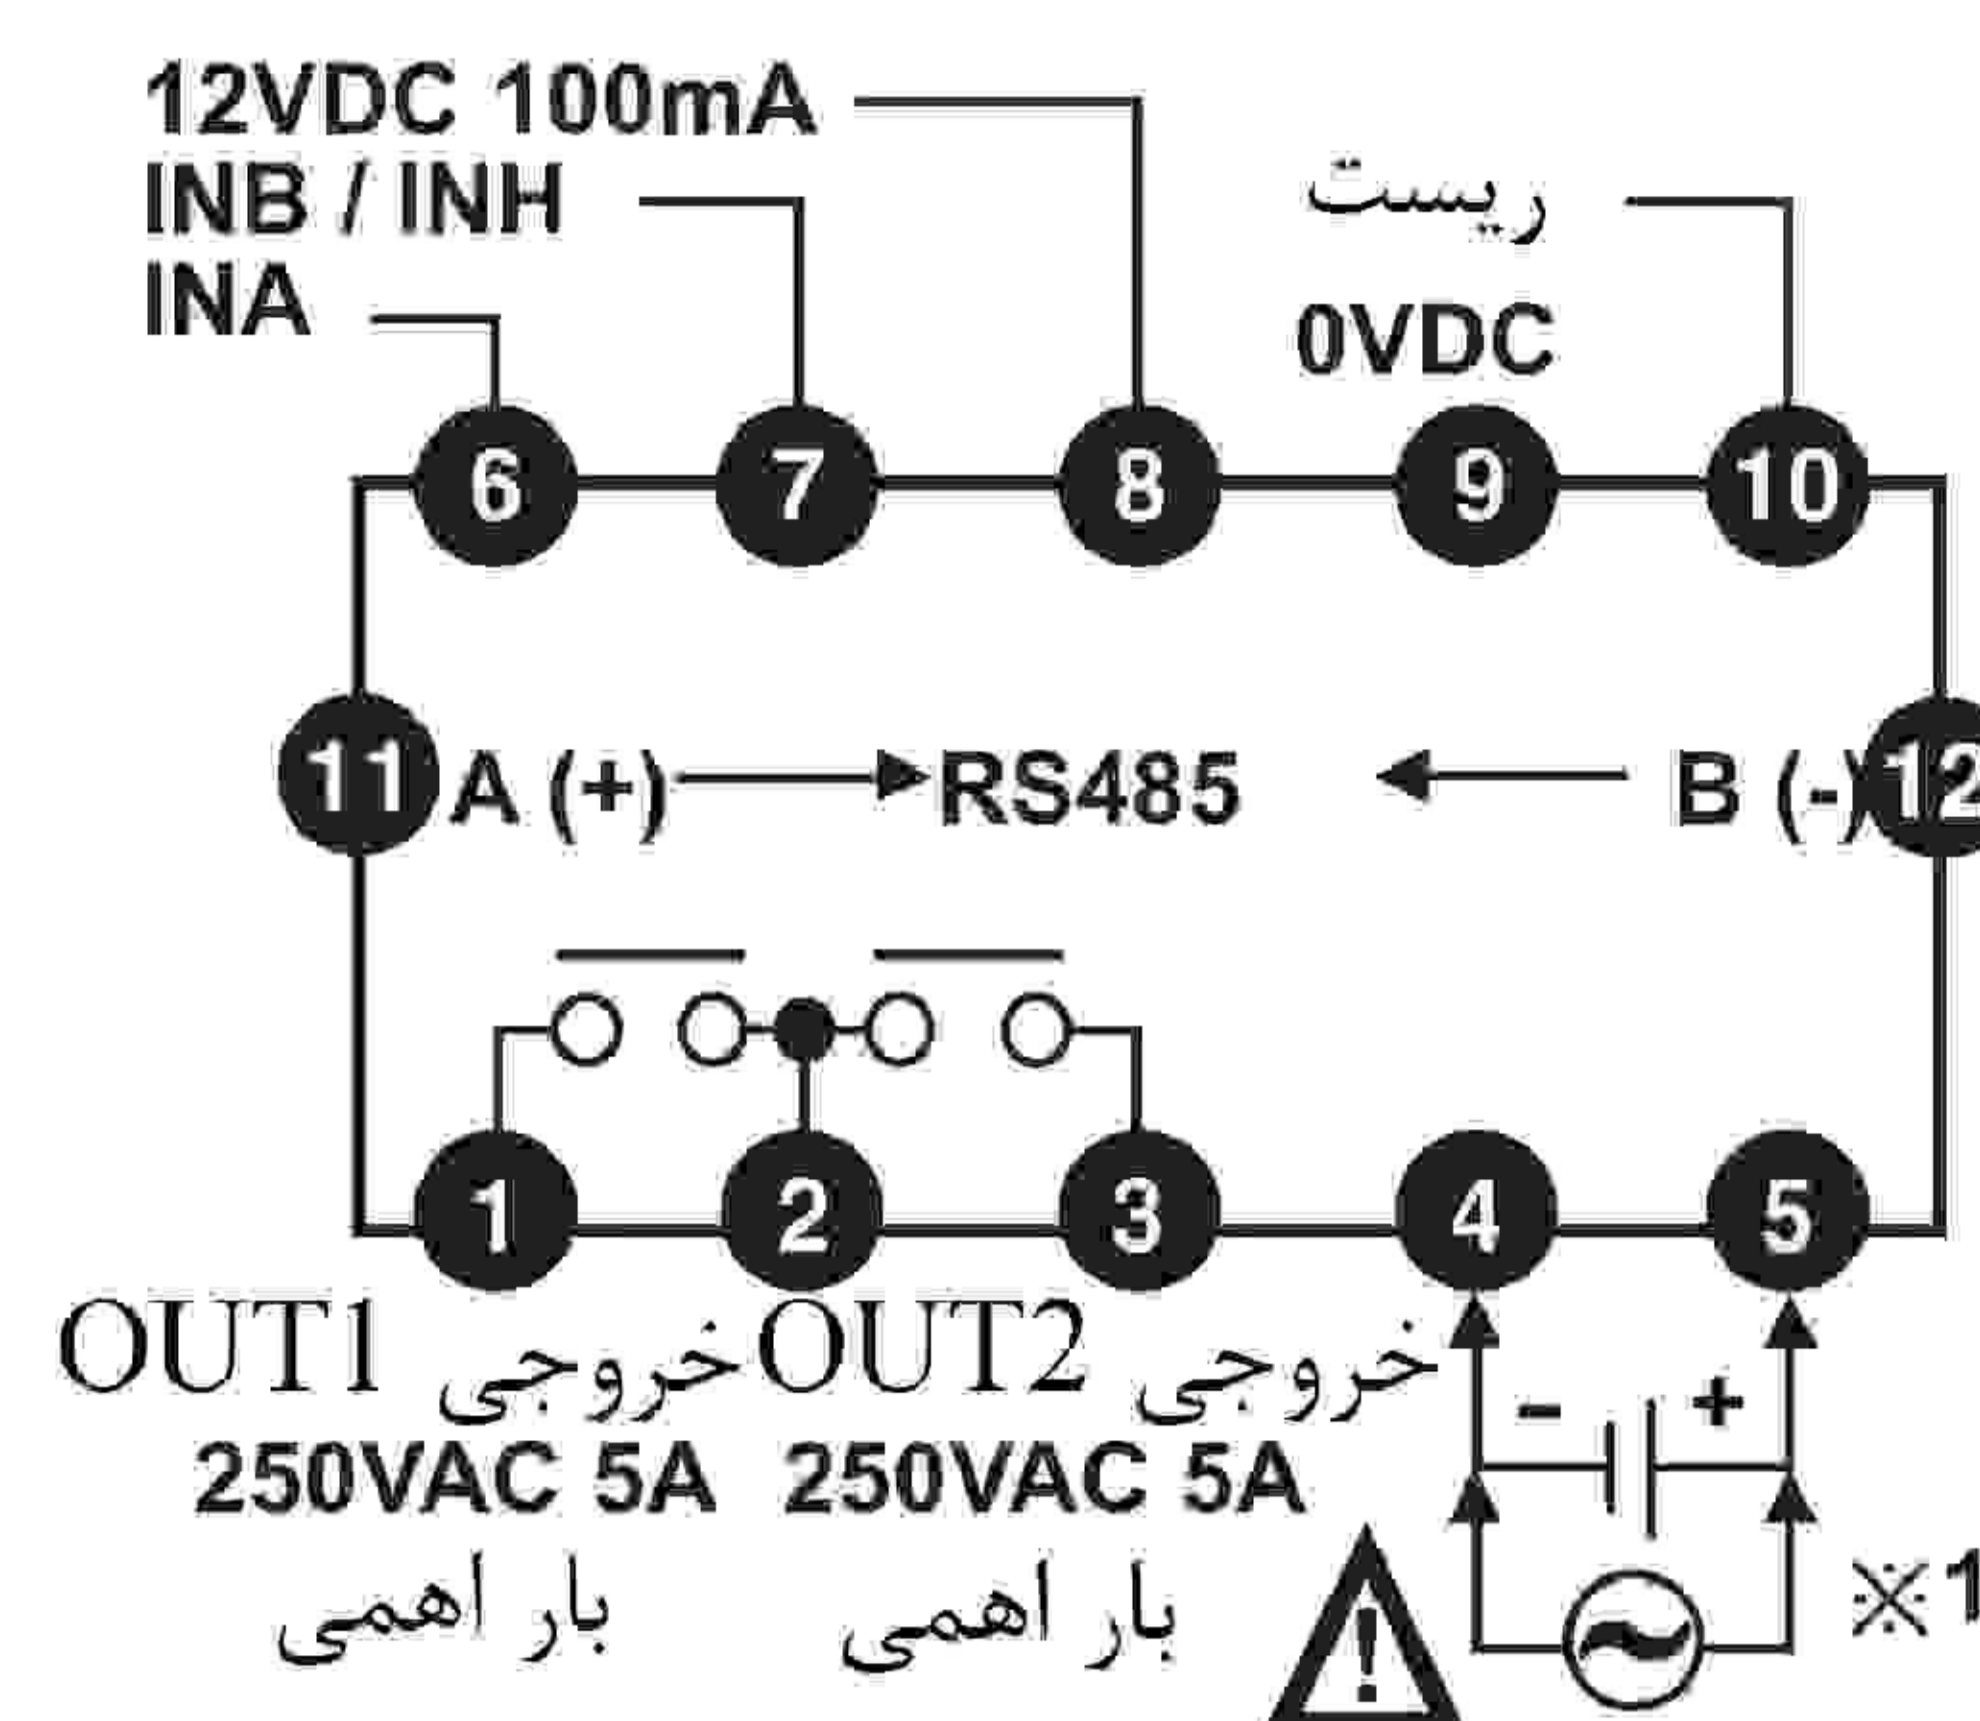 12VDC 100mA
INB / INH
INA
ریست
0VDC
6 7 8 9 10
11 A (+) RS485 B (-) 12
1 2 3 4 5
OUT1 خروجی OUT2 خروجی
- +
250VAC 5A 250VAC 5A
بار اهمی بار اهمی
※1
!